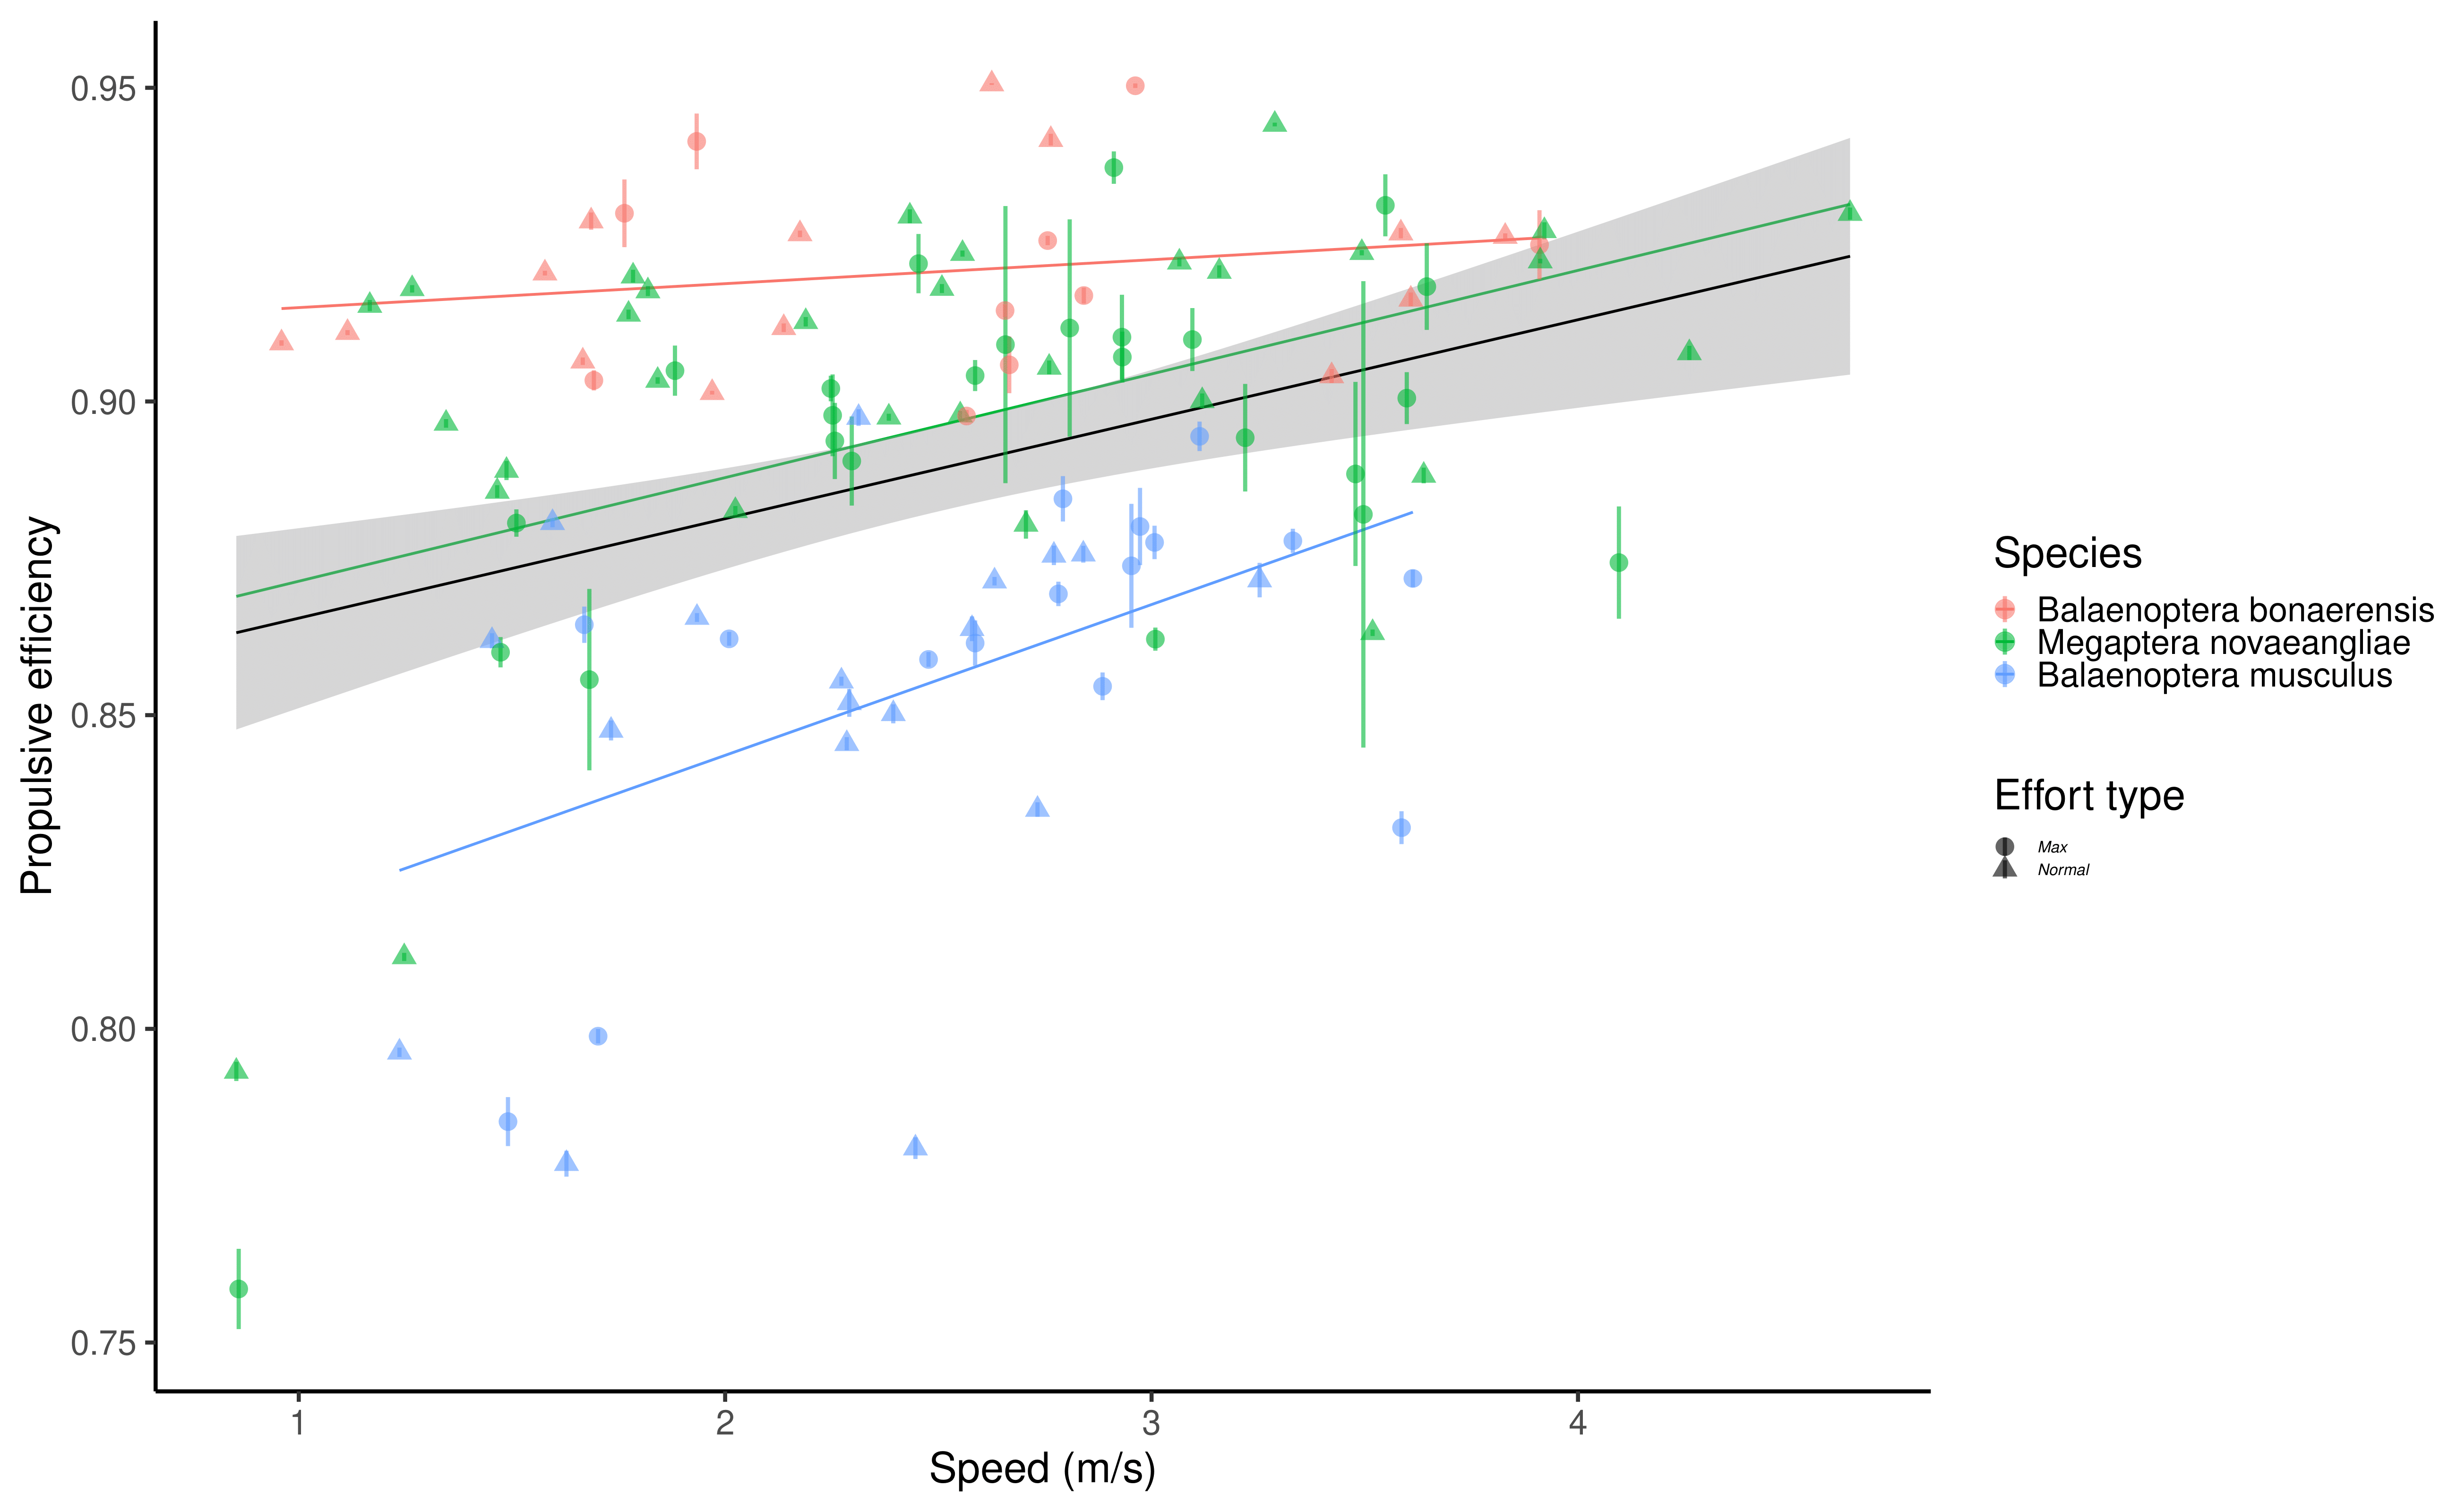 0.95
0.90
0.85
0.80
0.75
Propulsive efficiency
1 2 3 4
Speed (m/s)
Species
Balaenoptera bonaerensis
Megaptera novaeangliae
Balaenoptera musculus
Effort type
Max
Normal